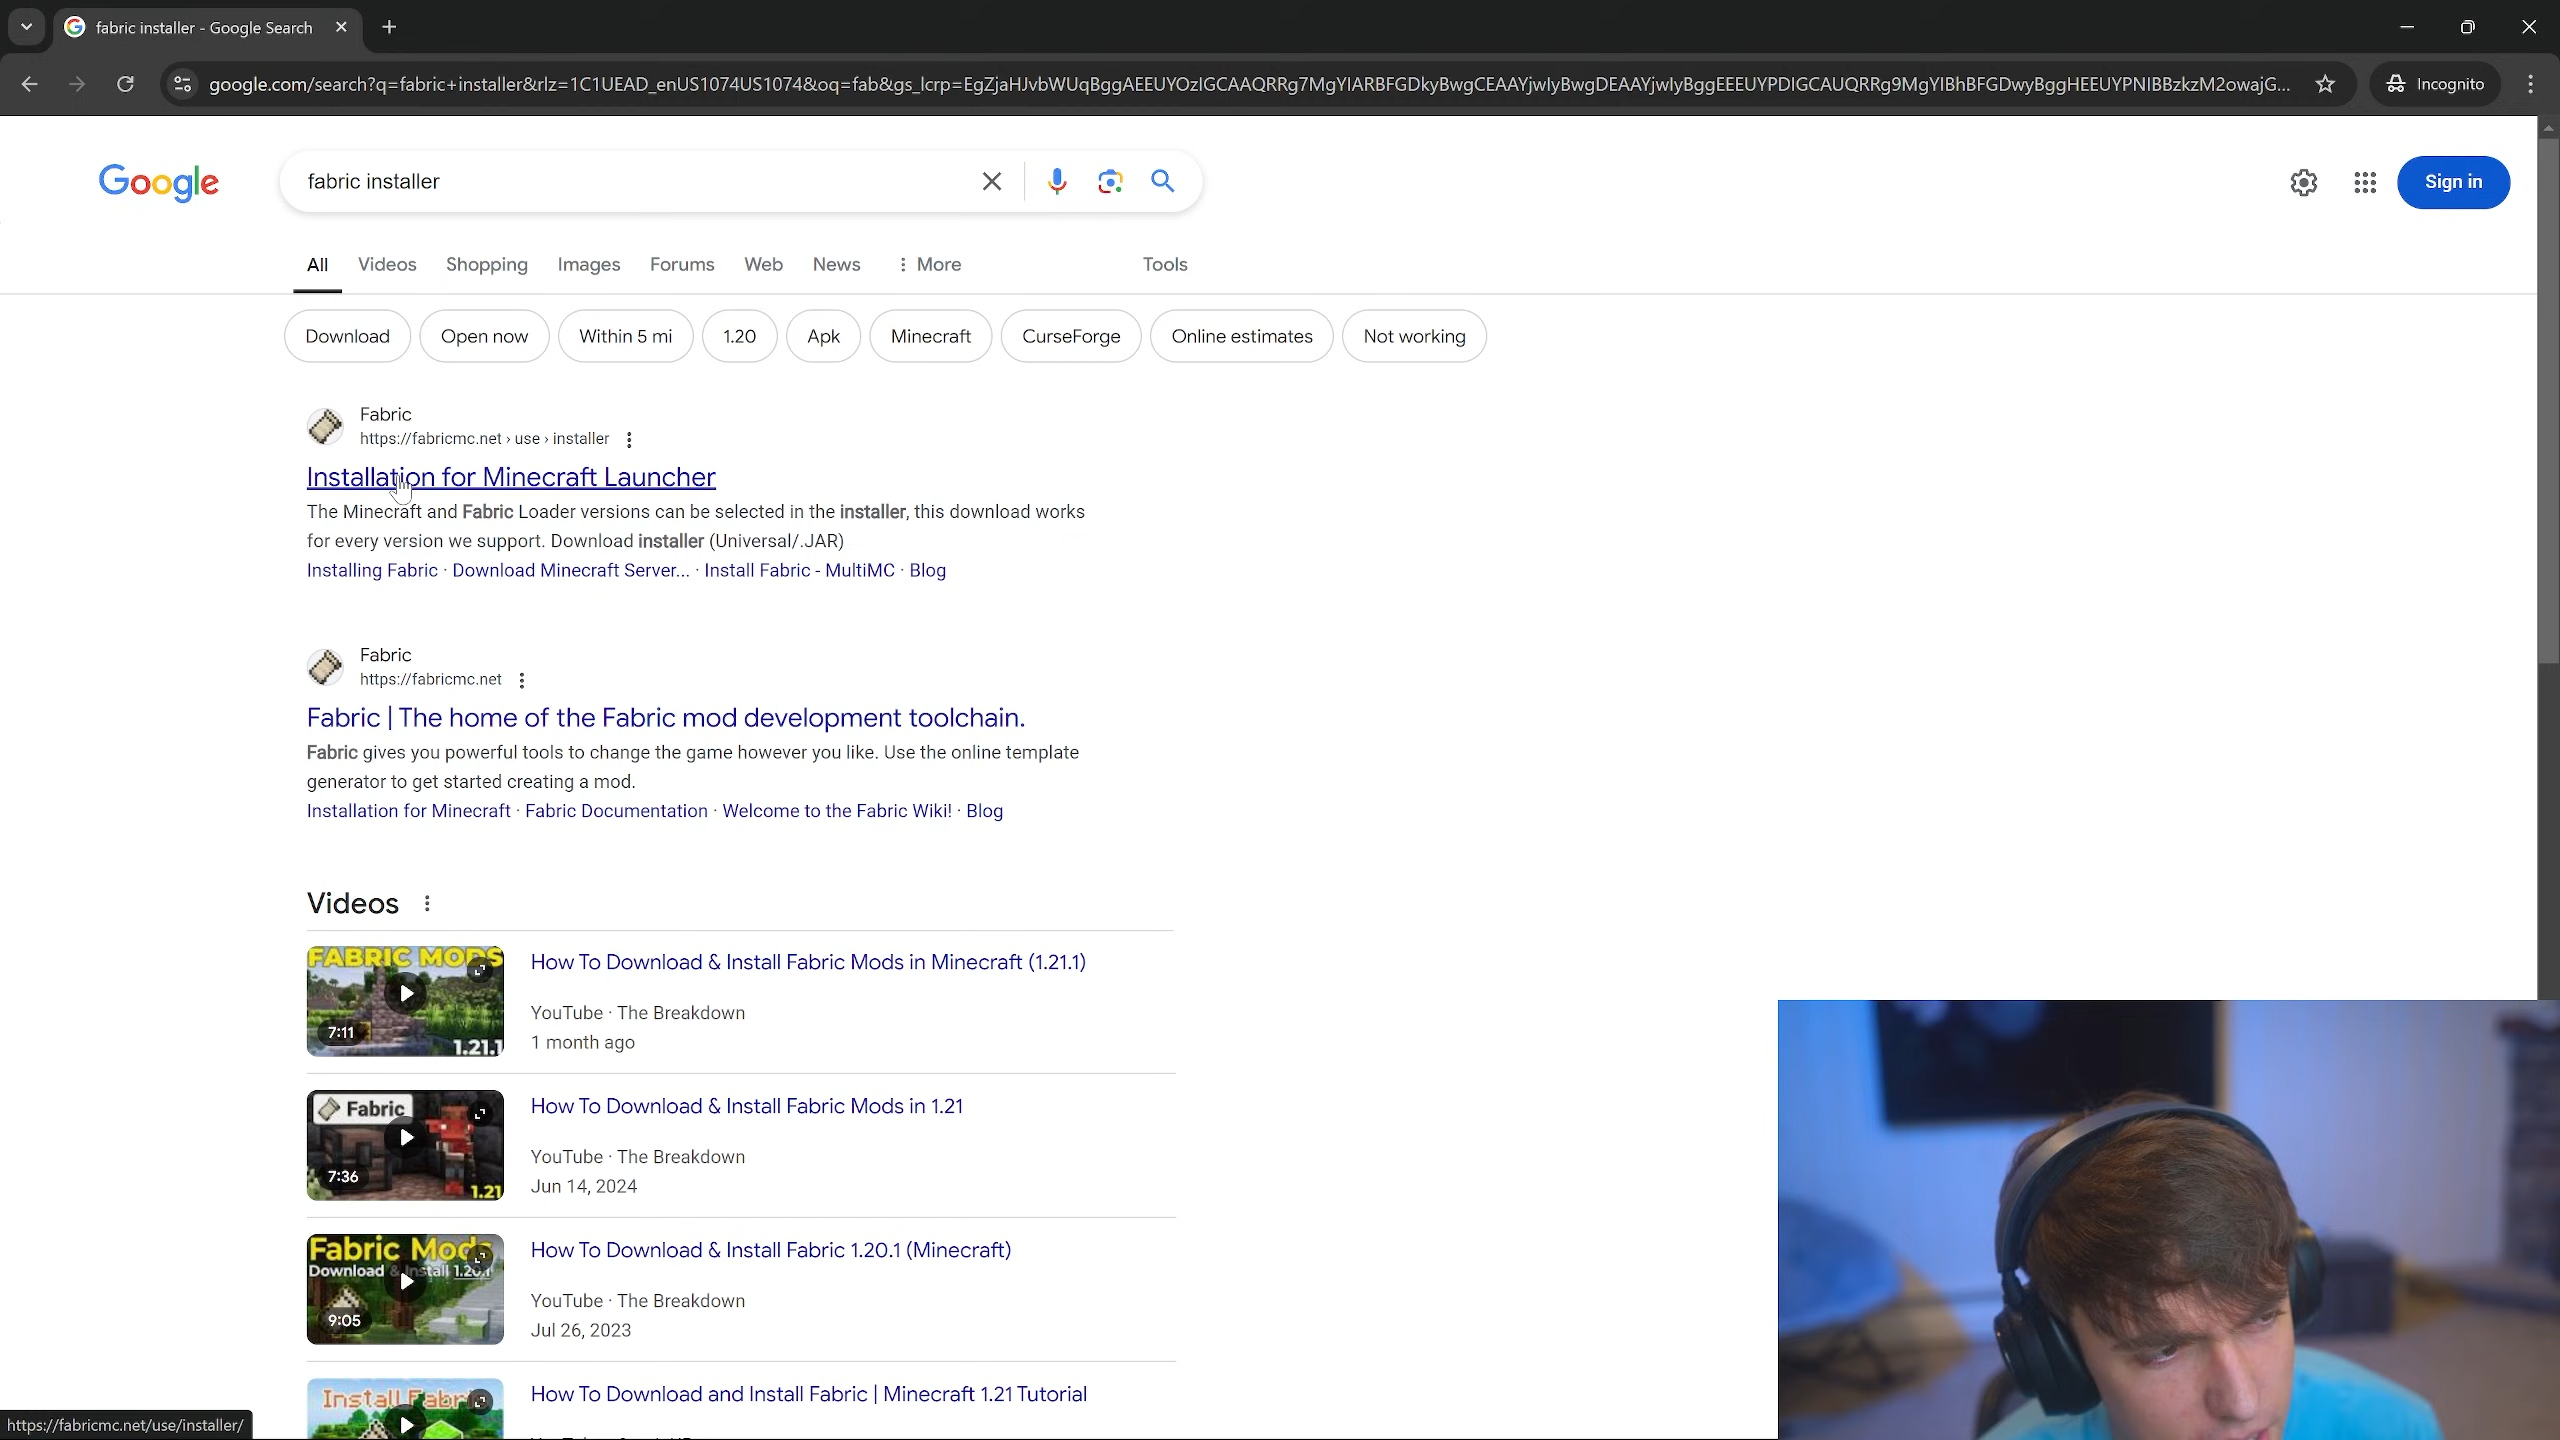 fabric installer - Google Search
google.com/search?q=fabric+installer&rlz=1C1UEAD_enUS1074US1074&oq=fab&gs_lcrp=EgZjaHJvbWUqBggAEEUYOzIGCAAQRRg7MgYIARBFGDkyBwgCEAAYjwIyBwgDEAAYjwIyBggEEEUYPDIGCAUQRRg9MgYIBhBFGDwyBggHEEUYPNIBBzkzM2owajG...
Incognito
Google
fabric installer
Sign in
All Videos Shopping Images Forums Web News More Tools
Download Open now Within 5 mi 1.20 Apk Minecraft CurseForge Online estimates Not working
Fabric
https://fabricmc.net › use › installer
Installation for Minecraft Launcher
The Minecraft and Fabric Loader versions can be selected in the installer, this download works
for every version we support. Download installer (Universal/.JAR)
Installing Fabric · Download Minecraft Server... · Install Fabric - MultiMC · Blog
Fabric
https://fabricmc.net
Fabric | The home of the Fabric mod development toolchain.
Fabric gives you powerful tools to change the game however you like. Use the online template
generator to get started creating a mod.
Installation for Minecraft · Fabric Documentation · Welcome to the Fabric Wiki! · Blog
Videos
FABRIC MODS
7:11
1.21.1
How To Download & Install Fabric Mods in Minecraft (1.21.1)
YouTube · The Breakdown
1 month ago
Fabric
7:36
1.21
How To Download & Install Fabric Mods in 1.21
YouTube · The Breakdown
Jun 14, 2024
Fabric Mods
Download & Install 1.20.1
9:05
How To Download & Install Fabric 1.20.1 (Minecraft)
YouTube · The Breakdown
Jul 26, 2023
Install Fabric
How To Download and Install Fabric | Minecraft 1.21 Tutorial
https://fabricmc.net/use/installer/